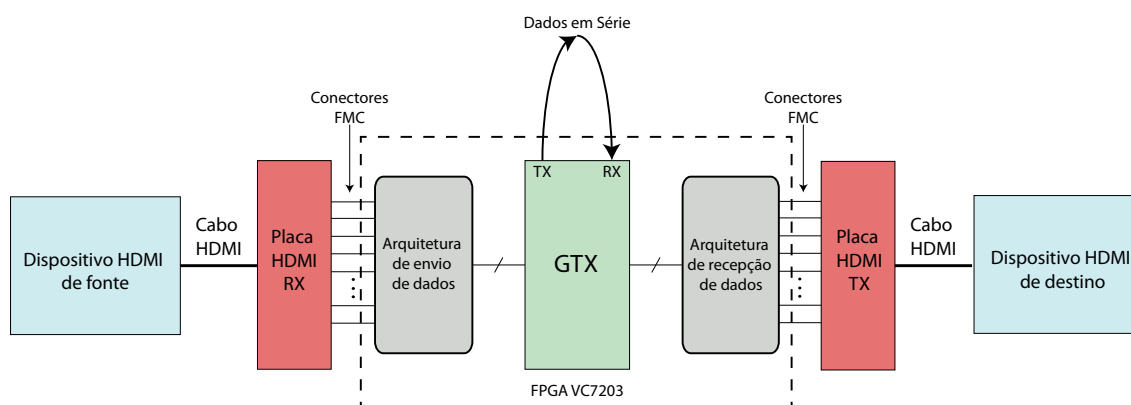 Dados em Série
Conectores
FMC
Conectores
FMC
TX
RX
Dispositivo HDMI
de fonte
Cabo
HDMI
Placa
HDMI
RX
Arquitetura
de envio
de dados
GTX
Arquitetura
de recepção
de dados
Placa
HDMI
TX
Cabo
HDMI
Dispositivo HDMI
de destino
FPGA VC7203